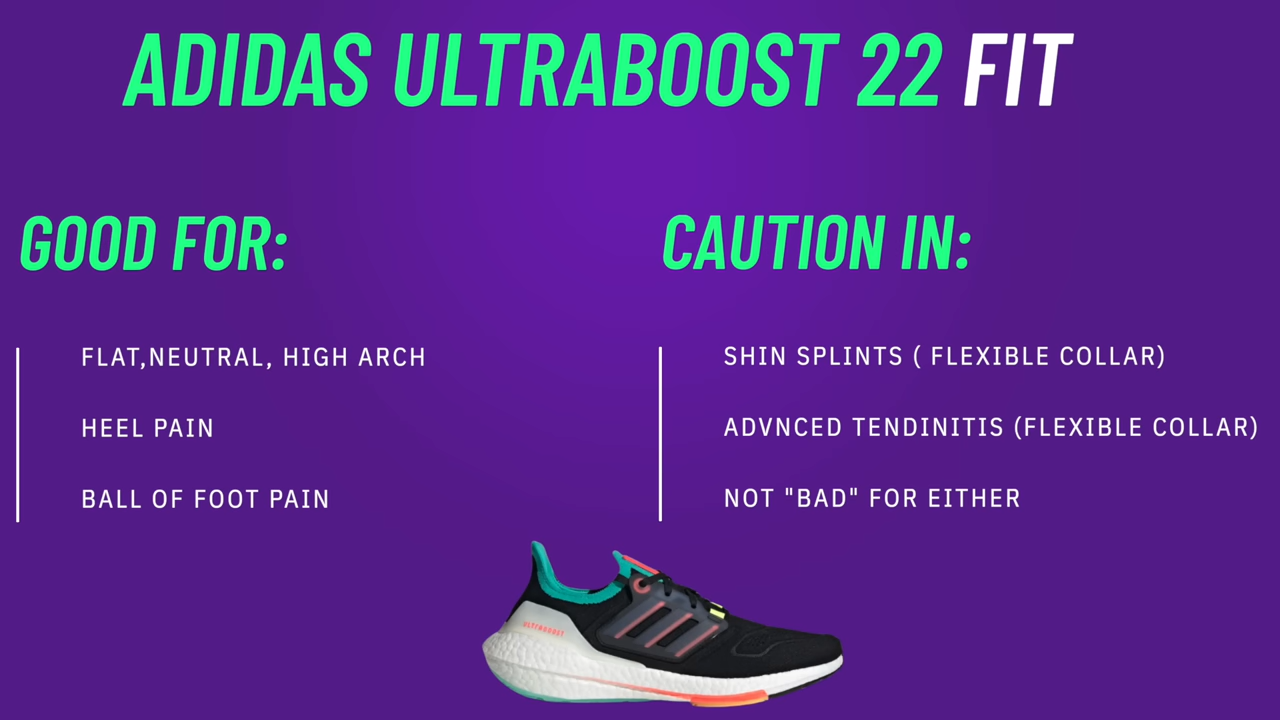 ADIDAS ULTRABOOST 22 FIT
GOOD FOR:
FLAT,NEUTRAL, HIGH ARCH
HEEL PAIN
BALL OF FOOT PAIN
CAUTION IN:
SHIN SPLINTS ( FLEXIBLE COLLAR)
ADVNCED TENDINITIS (FLEXIBLE COLLAR)
NOT "BAD" FOR EITHER
ULTRABOOST